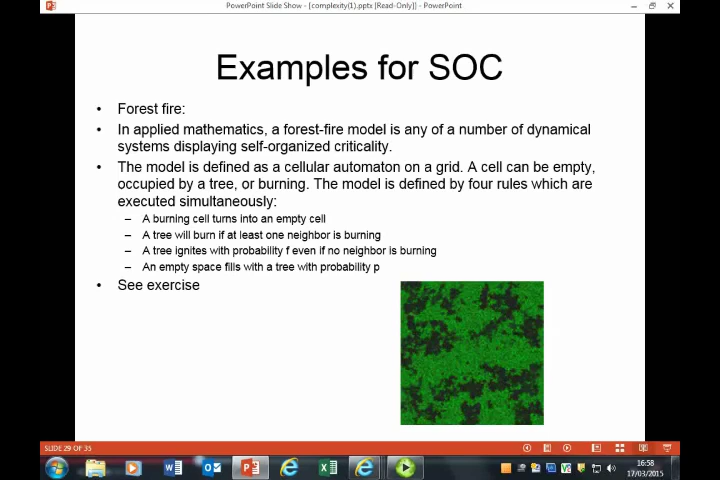 PowerPoint Slide Show - [complexity(1).pptx [Read-Only]] - PowerPoint
Examples for SOC
• Forest fire:
• In applied mathematics, a forest-fire model is any of a number of dynamical
systems displaying self-organized criticality.
• The model is defined as a cellular automaton on a grid. A cell can be empty,
occupied by a tree, or burning. The model is defined by four rules which are
executed simultaneously:
– A burning cell turns into an empty cell
– A tree will burn if at least one neighbor is burning
– A tree ignites with probability f even if no neighbor is burning
– An empty space fills with a tree with probability p
• See exercise
SLIDE 29 OF 35
16:58
17/03/2015